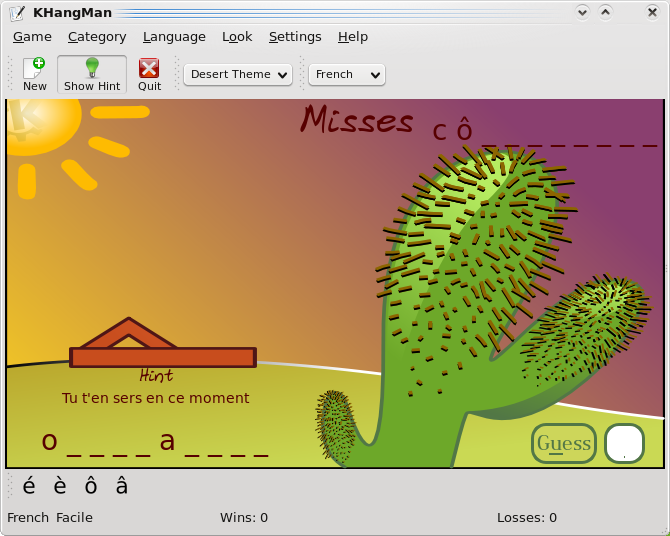 KHangMan
Game Category Language Look Settings Help
New Show Hint Quit Desert Theme French
Misses c ô _ _ _ _ _ _ _ _
K
Hint
Tu t'en sers en ce moment
o _ _ _ _ a _ _ _ _
Guess
é è ô â
French Facile Wins: 0 Losses: 0